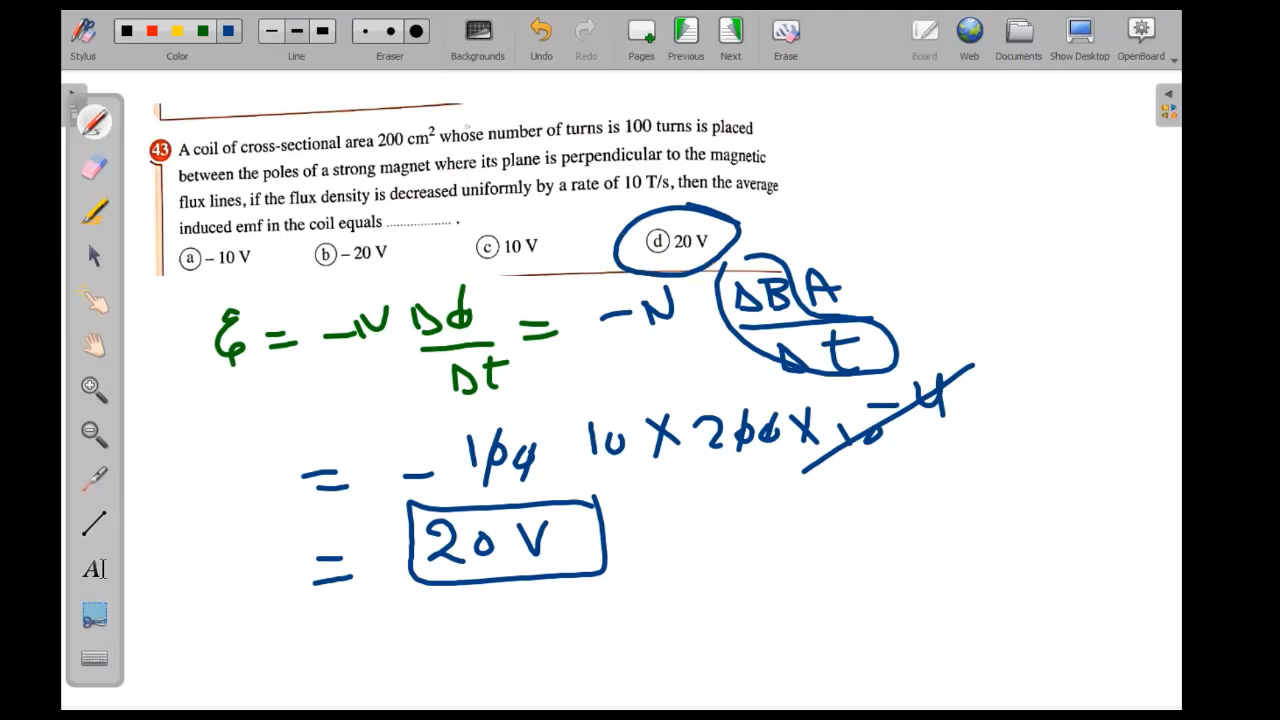 Stylus Color Line Eraser Backgrounds Undo Redo Pages Previous Next Erase Board Web Documents Show Desktop OpenBoard
43 A coil of cross-sectional area 200 cm² whose number of turns is 100 turns is placed
between the poles of a strong magnet where its plane is perpendicular to the magnetic
flux lines, if the flux density is decreased uniformly by a rate of 10 T/s, then the average
induced emf in the coil equals .................... .
a – 10 V b – 20 V c 10 V d 20 V
ε = -N Δϕ/Δt = -N ΔB A/Δt
= - 100 10 × 200 × 10⁻⁴
= 20 V
A